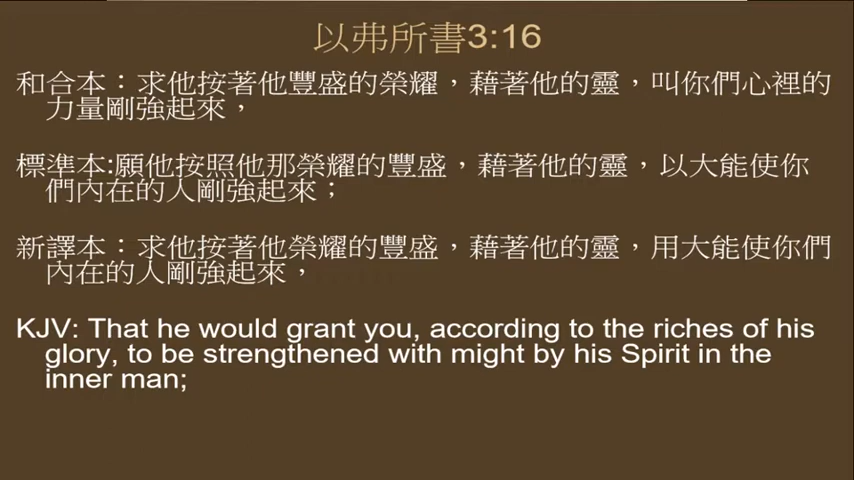 以弗所書3:16
和合本：求他按著他豐盛的榮耀，藉著他的靈，叫你們心裡的
力量剛強起來，
標準本:願他按照他那榮耀的豐盛，藉著他的靈，以大能使你
們內在的人剛強起來；
新譯本：求他按著他榮耀的豐盛，藉著他的靈，用大能使你們
內在的人剛強起來，
KJV: That he would grant you, according to the riches of his
glory, to be strengthened with might by his Spirit in the
inner man;